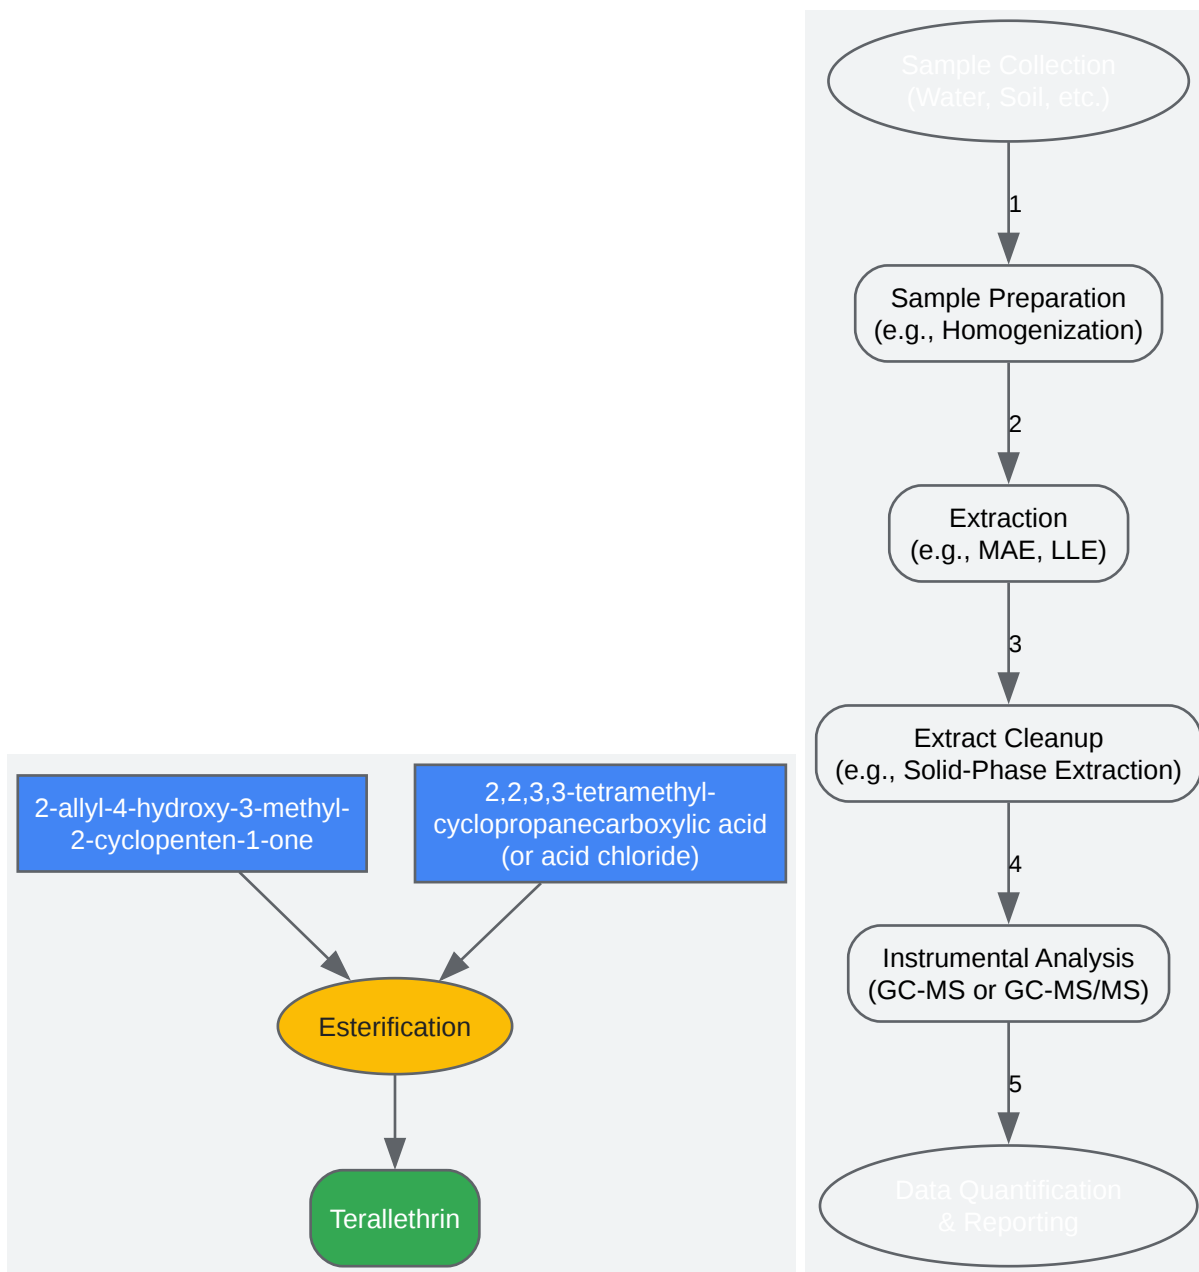 2-allyl-4-hydroxy-3-methyl-
2-cyclopenten-1-one
2,2,3,3-tetramethyl-
cyclopropanecarboxylic acid
(or acid chloride)
Esterification
Terallethrin
Sample Collection
(Water, Soil, etc.)
1
Sample Preparation
(e.g., Homogenization)
2
Extraction
(e.g., MAE, LLE)
3
Extract Cleanup
(e.g., Solid-Phase Extraction)
4
Instrumental Analysis
(GC-MS or GC-MS/MS)
5
Data Quantification
& Reporting